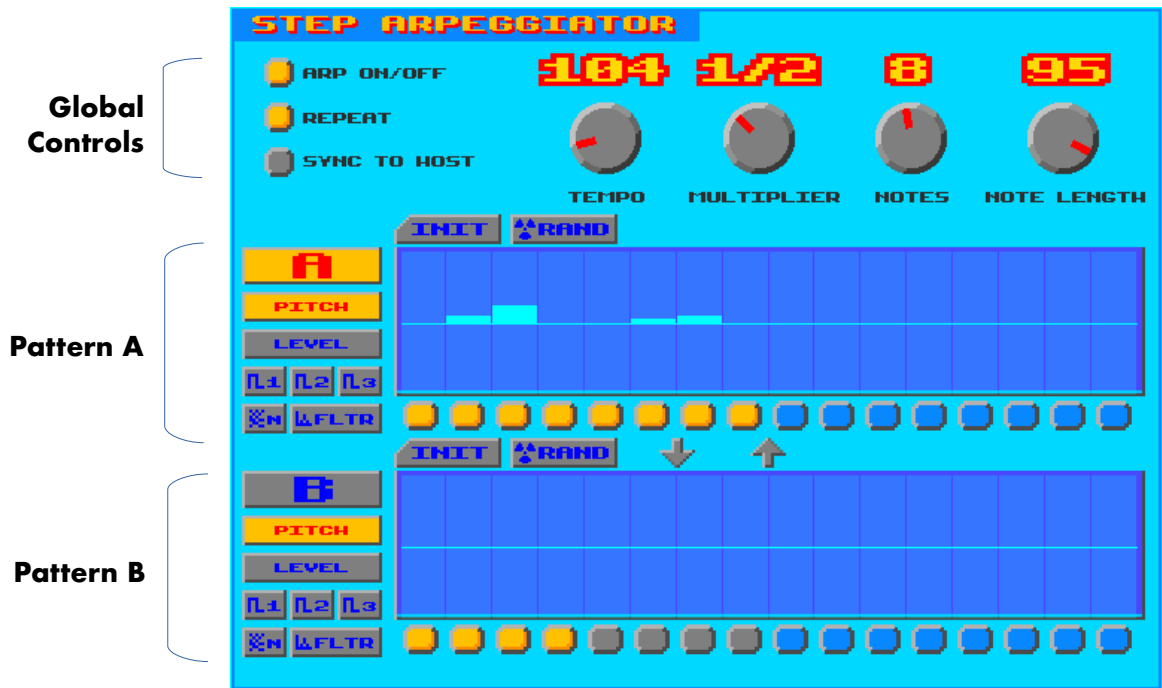 STEP ARPEGGIATOR
Global
Controls
ARP ON/OFF
REPEAT
SYNC TO HOST
104 1/2 8 95
TEMPO MULTIPLIER NOTES NOTE LENGTH
INIT RAND
Pattern A
A
PITCH
LEVEL
1 2 3
N FLTR
INIT RAND
Pattern B
B
PITCH
LEVEL
1 2 3
N FLTR